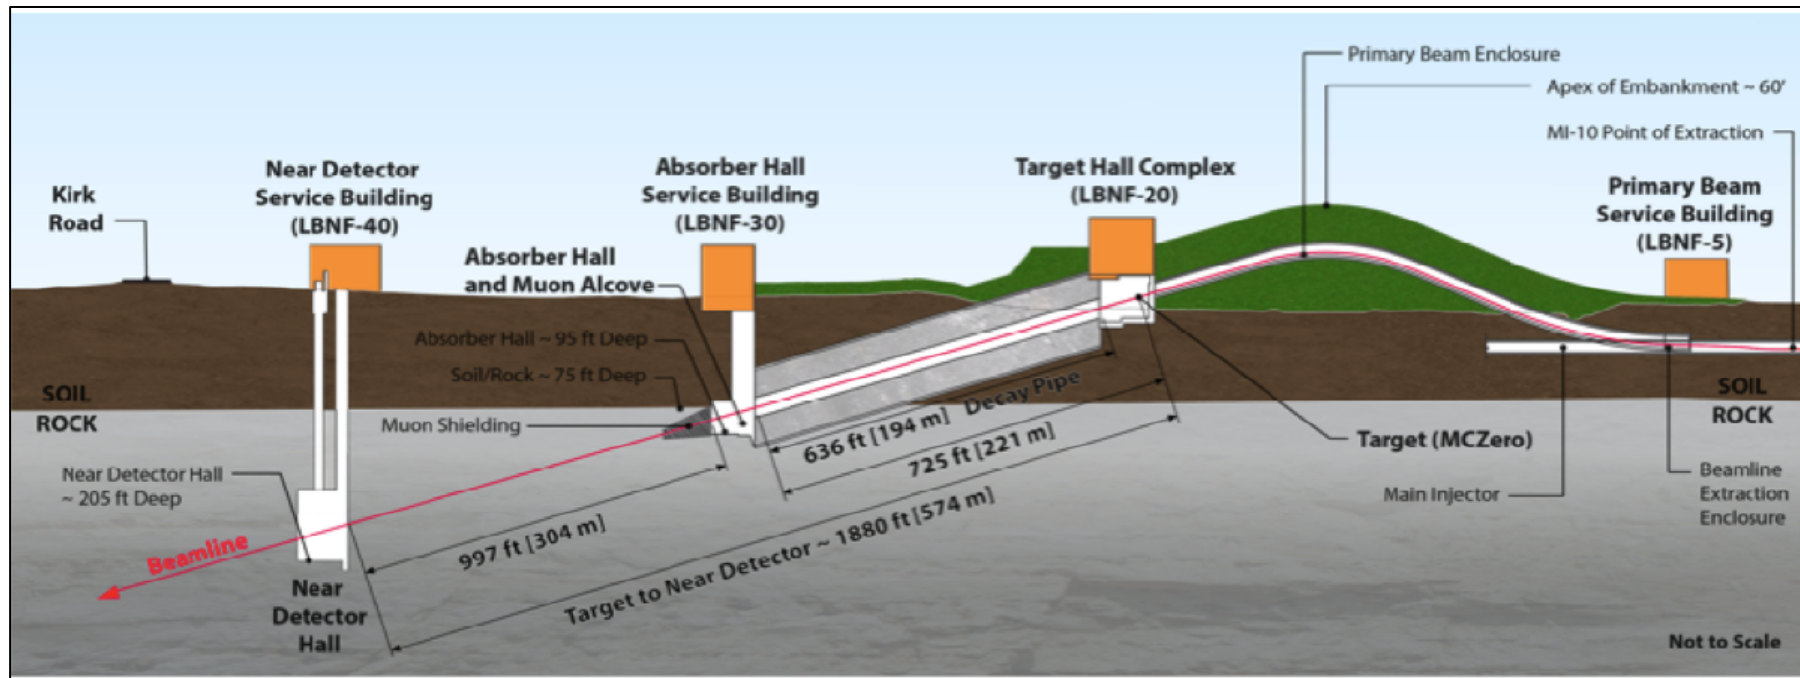 Primary Beam Enclosure
Apex of Embankment ~ 60'
MI-10 Point of Extraction
Kirk
Road
Near Detector
Service Building
(LBNF-40)
Absorber Hall
Service Building
(LBNF-30)
Target Hall Complex
(LBNF-20)
Primary Beam
Service Building
(LBNF-5)
Absorber Hall
and Muon Alcove
Absorber Hall ~ 95 ft Deep
Soil/Rock ~ 75 ft Deep
SOIL
ROCK
Muon Shielding
Near Detector Hall
~ 205 ft Deep
Beamline
Near
Detector
Hall
997 ft [304 m]
636 ft [194 m] Decay Pipe
725 ft [221 m]
Target to Near Detector ~ 1880 ft [574 m]
Target (MCZero)
Main Injector
SOIL
ROCK
Beamline
Extraction
Enclosure
Not to Scale